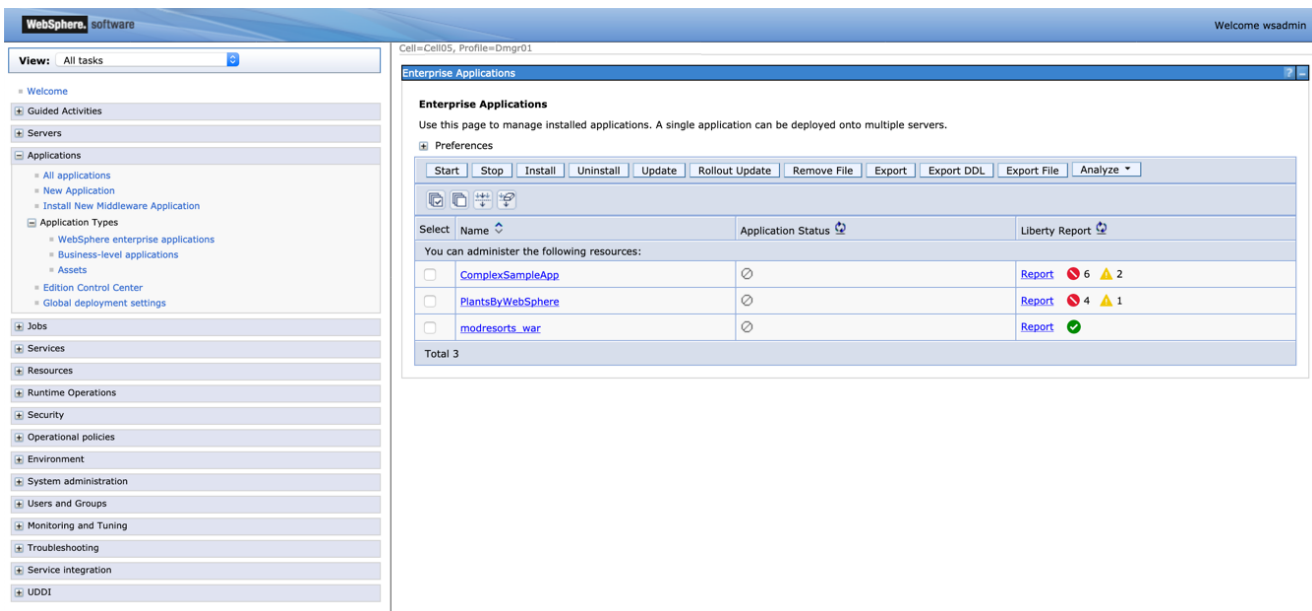 WebSphere. software
Welcome wsadmin
View: All tasks
Welcome
Guided Activities
Servers
Applications
All applications
New Application
Install New Middleware Application
Application Types
WebSphere enterprise applications
Business-level applications
Assets
Edition Control Center
Global deployment settings
Jobs
Services
Resources
Runtime Operations
Security
Operational policies
Environment
System administration
Users and Groups
Monitoring and Tuning
Troubleshooting
Service integration
UDDI
Cell=Cell05, Profile=Dmgr01
Enterprise Applications ? –
Enterprise Applications
Use this page to manage installed applications. A single application can be deployed onto multiple servers.
Preferences
Start Stop Install Uninstall Update Rollout Update Remove File Export Export DDL Export File Analyze
Select Name Application Status Liberty Report
You can administer the following resources:
ComplexSampleApp Report 6 2
PlantsByWebSphere Report 4 1
modresorts_war Report
Total 3